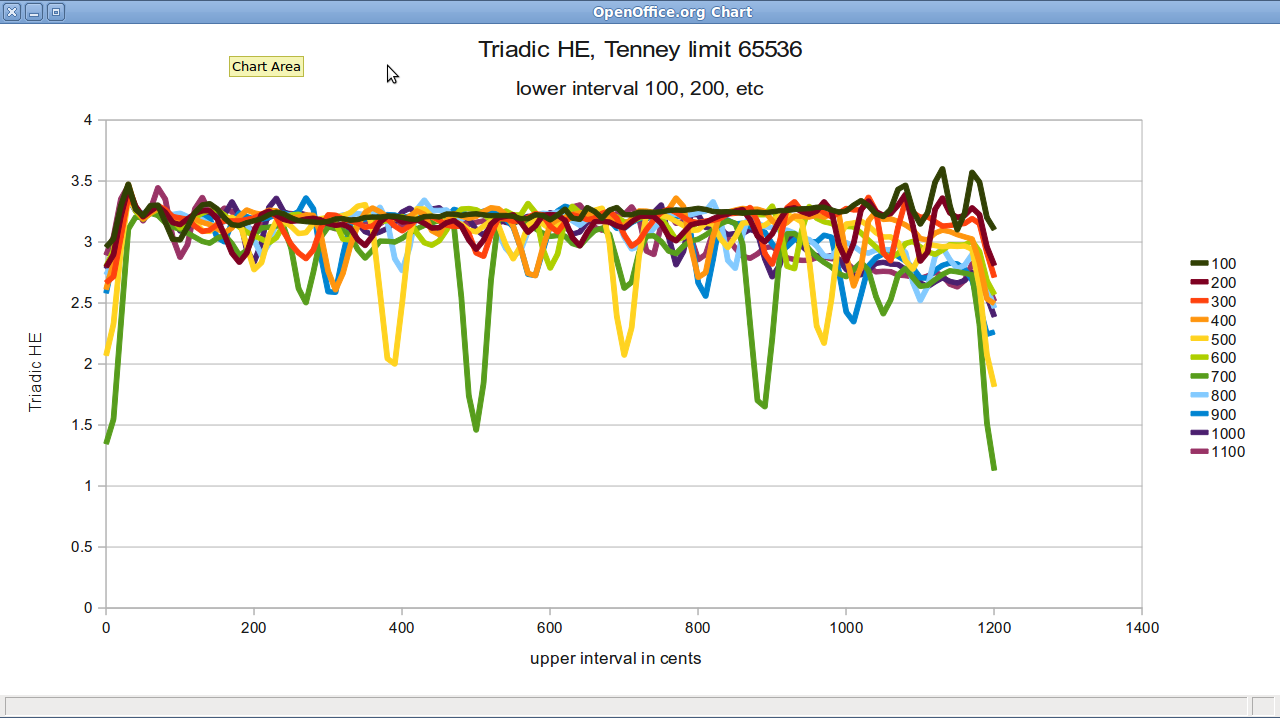 OpenOffice.org Chart
Triadic HE, Tenney limit 65536
Chart Area
lower interval 100, 200, etc
4
3.5
3
2.5
2
1.5
1
0.5
0
Triadic HE
0 200 400 600 800 1000 1200 1400
upper interval in cents
100
200
300
400
500
600
700
800
900
1000
1100